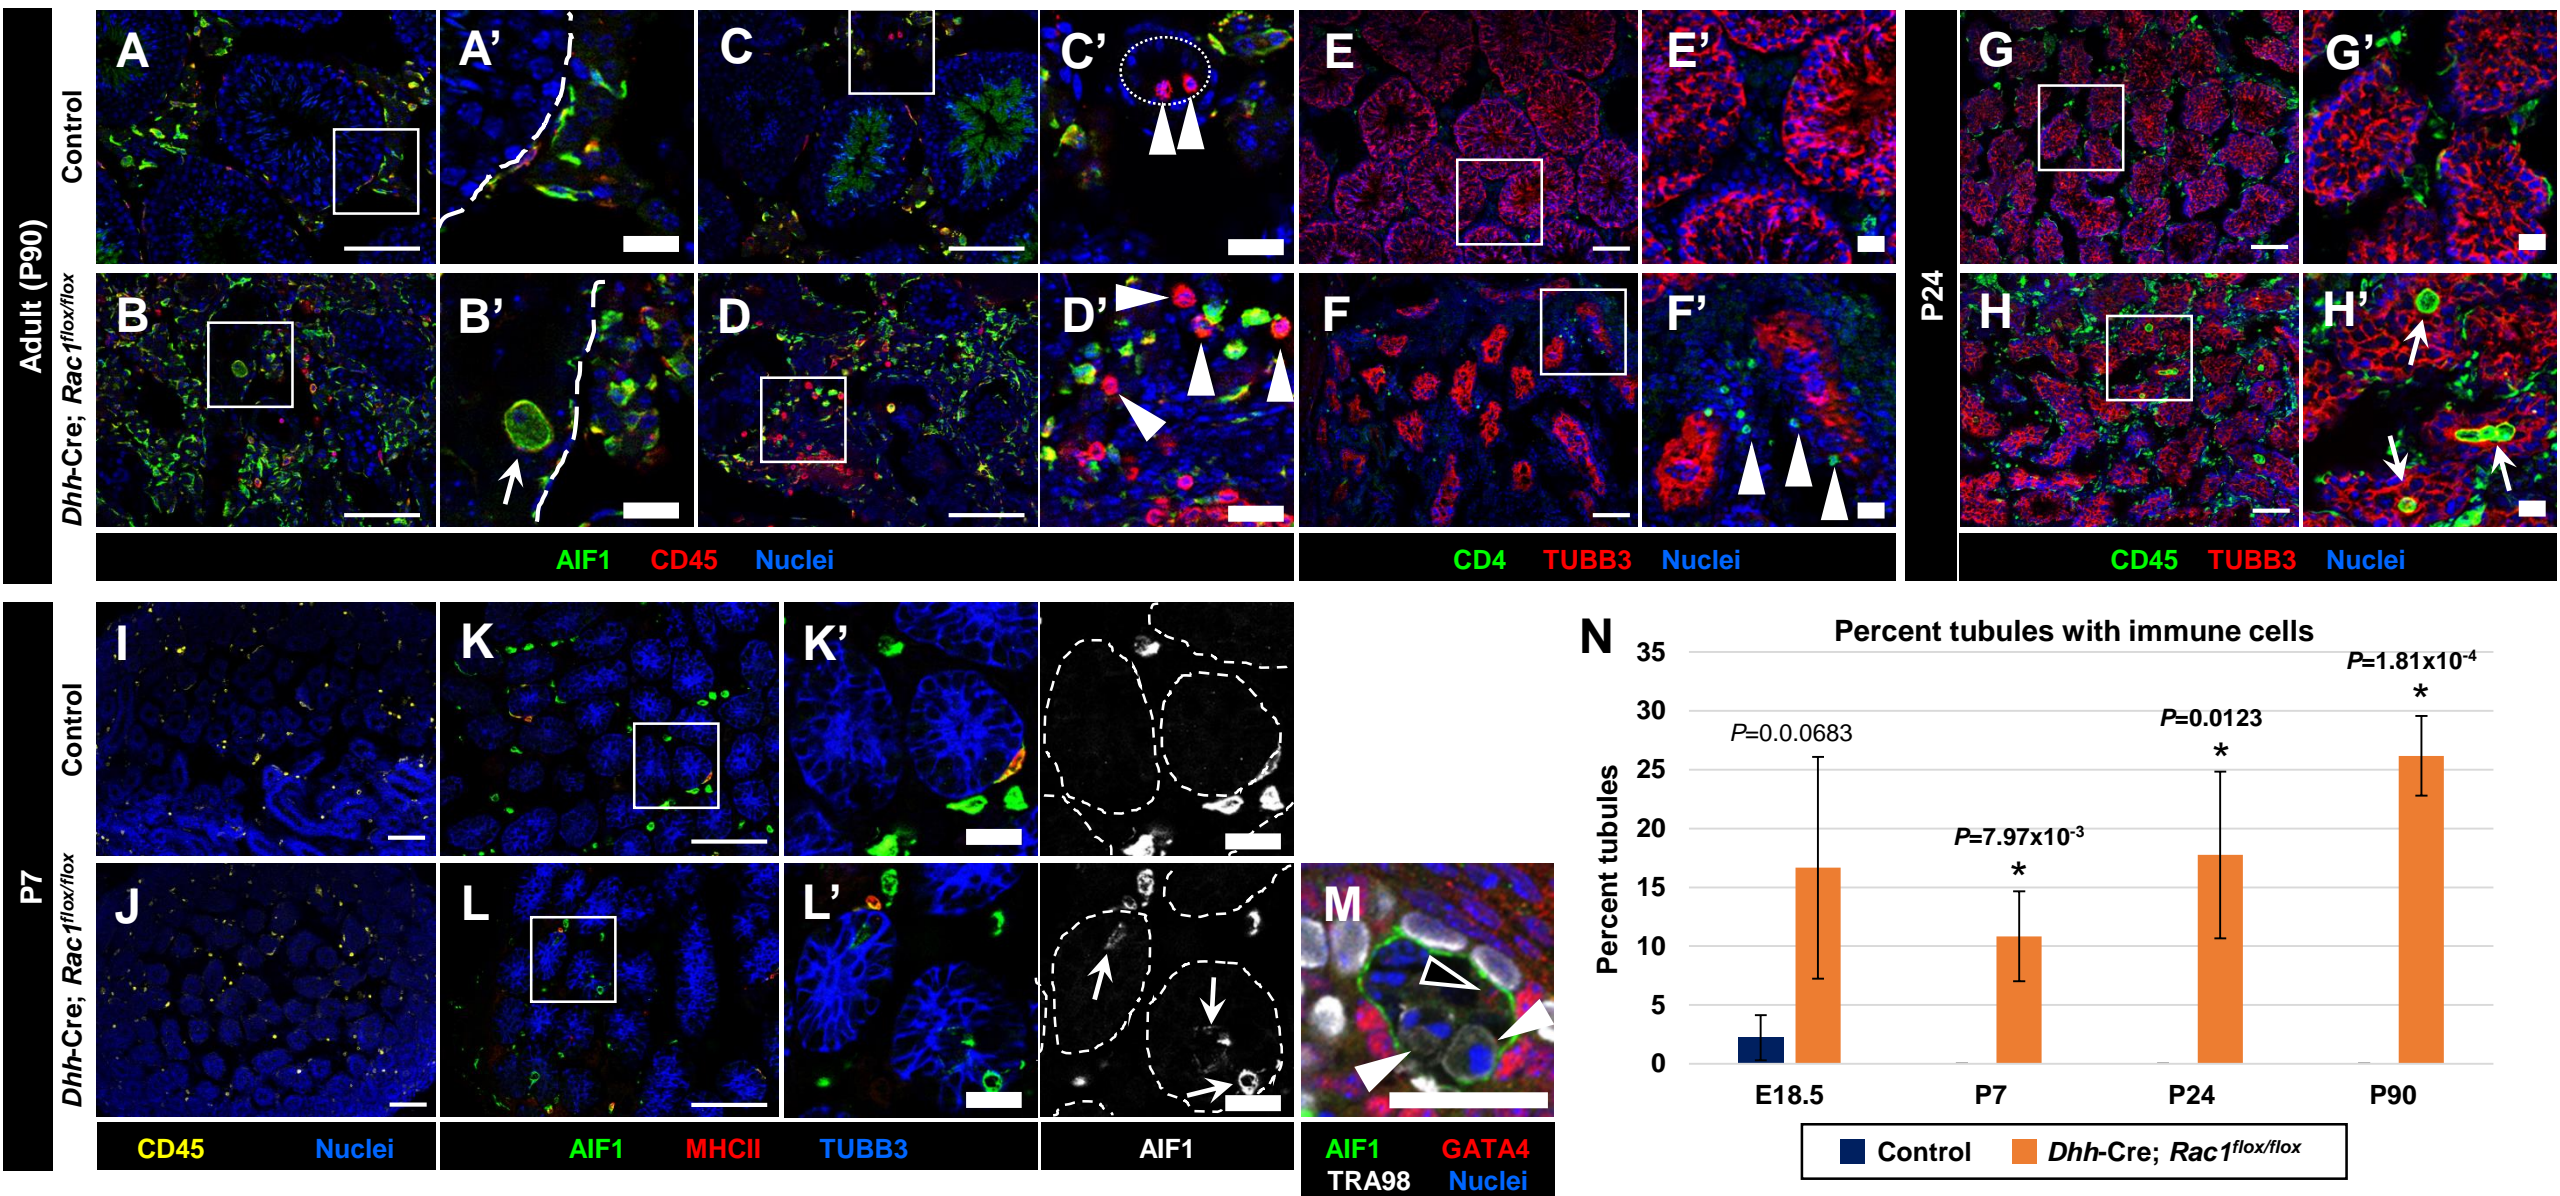 Adult (P90)
Control
Dhh-Cre; Rac1flox/flox
A
A’
C
C’
E
E’
B
B’
D
D’
F
F’
AIF1 CD45 Nuclei
CD4 TUBB3 Nuclei
P24
G
G’
H
H’
CD45 TUBB3 Nuclei
P7
Control
Dhh-Cre; Rac1flox/flox
I
K
K’
J
L
L’
M
CD45 Nuclei
AIF1 MHCII TUBB3
AIF1
AIF1 GATA4
TRA98 Nuclei
N
Percent tubules with immune cells
Percent tubules
35
30
25
20
15
10
5
0
P=0.0.0683
P=7.97x10-3
*
P=0.0123
*
P=1.81x10-4
*
E18.5 P7 P24 P90
Control Dhh-Cre; Rac1flox/flox